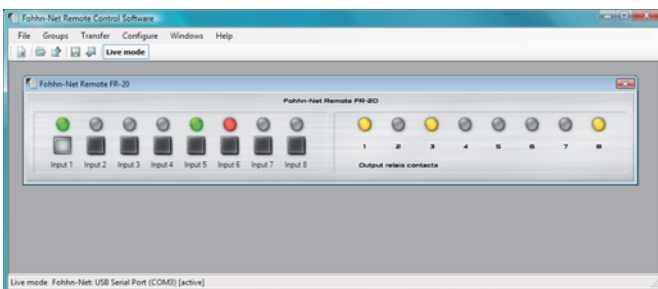 Fohhn-Net Remote Control Software
File Groups Transfer Configure Windows Help
Live mode
Fohhn-Net Remote FR-20
Fohhn-Net Remote FR-20
Input 1 Input 2 Input 3 Input 4 Input 5 Input 6 Input 7 Input 8
1 2 3 4 5 6 7 8
Output relais contacts
Live mode Fohhn-Net: USB Serial Port (COM3) [active]